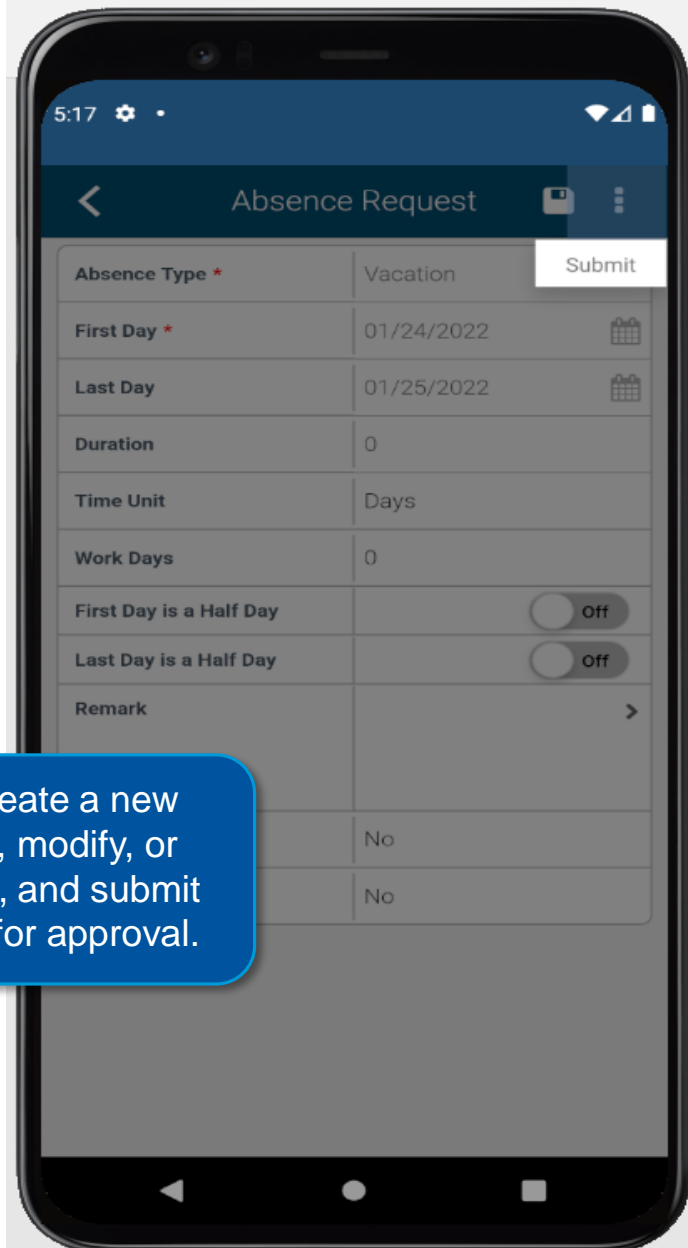 5:17
Absence Request
Submit
Absence Type * Vacation
First Day * 01/24/2022
Last Day 01/25/2022
Duration 0
Time Unit Days
Work Days 0
First Day is a Half Day Off
Last Day is a Half Day Off
Remark
a new
, modify, or
, and submit
for approval.
No
No